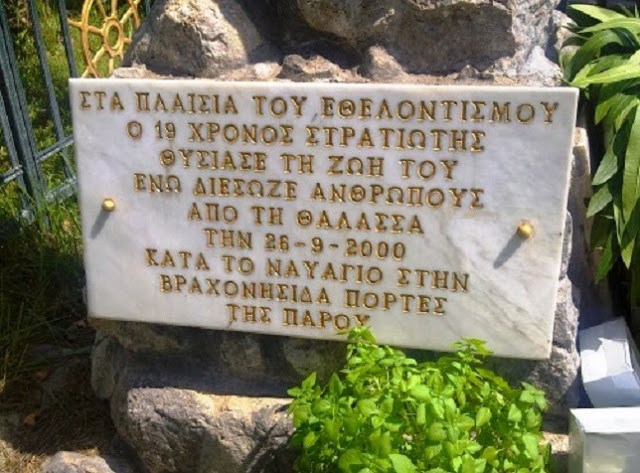 ΣΤΑ ΠΛΑΙΣΙΑ ΤΟΥ ΕΘΕΛΟΝΤΙΣΜΟΥ
Ο 19 ΧΡΟΝΟΣ ΣΤΡΑΤΙΩΤΗΣ
ΘΥΣΙΑΣΕ ΤΗ ΖΩΗ ΤΟΥ
ΕΝΩ ΔΙΕΣΩΖΕ ΑΝΘΡΩΠΟΥΣ
ΑΠΟ ΤΗ ΘΑΛΑΣΣΑ
ΤΗΝ 26-9-2000
ΚΑΤΑ ΤΟ ΝΑΥΑΓΙΟ ΣΤΗΝ
ΒΡΑΧΟΝΗΣΙΔΑ ΠΟΡΤΕΣ
ΤΗΣ ΠΑΡΟΥ